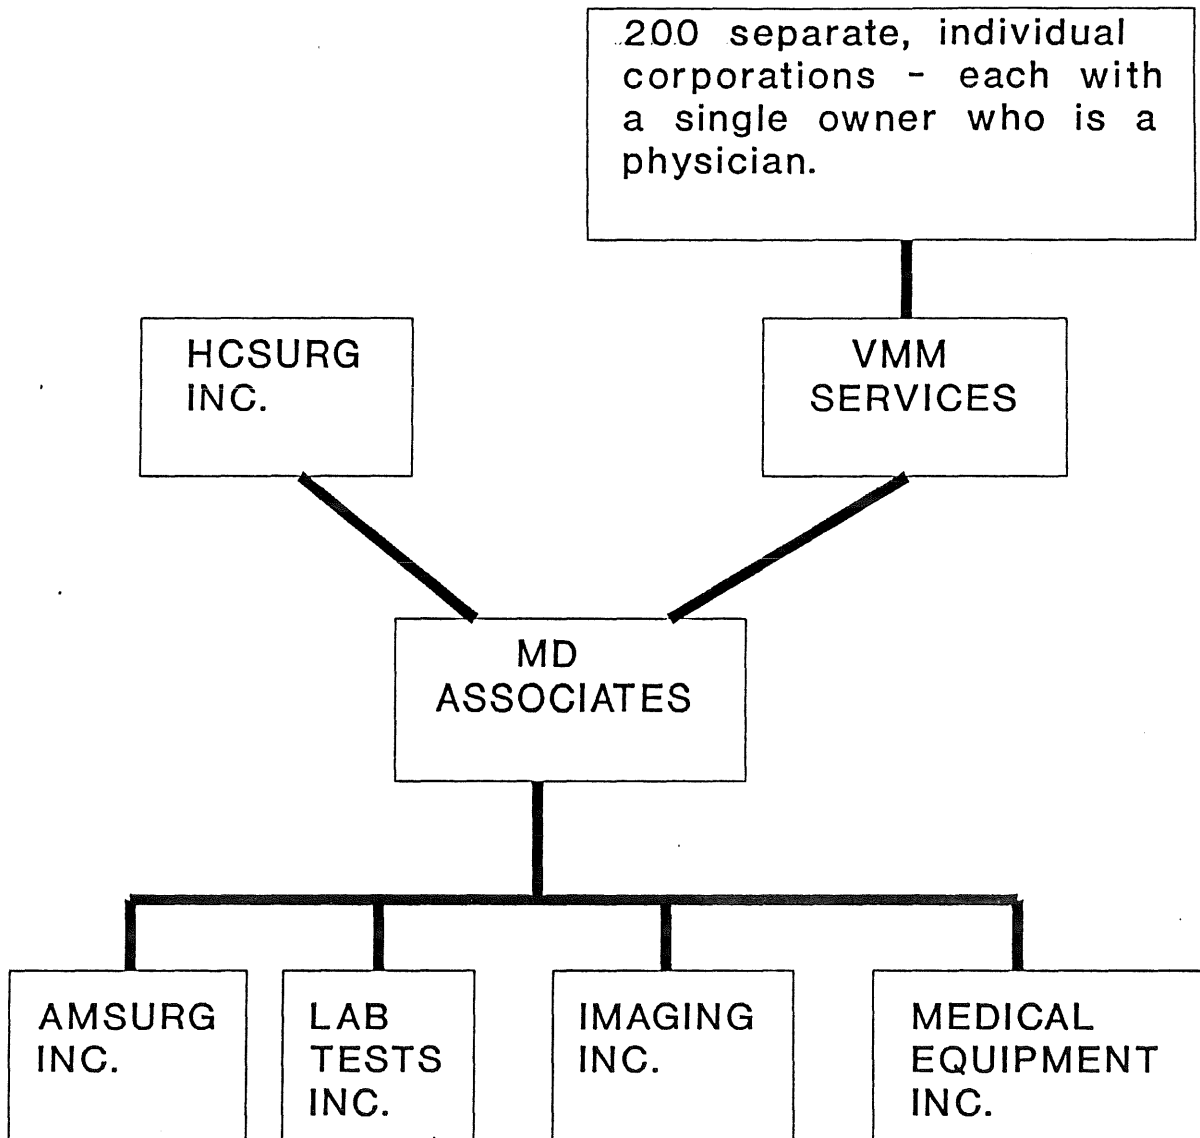 200 separate, individual
corporations - each with
a single owner who is a
physician.
HCSURG
INC.
VMM
SERVICES
MD
ASSOCIATES
AMSURG
INC.
LAB
TESTS
INC.
IMAGING
INC.
MEDICAL
EQUIPMENT
INC.